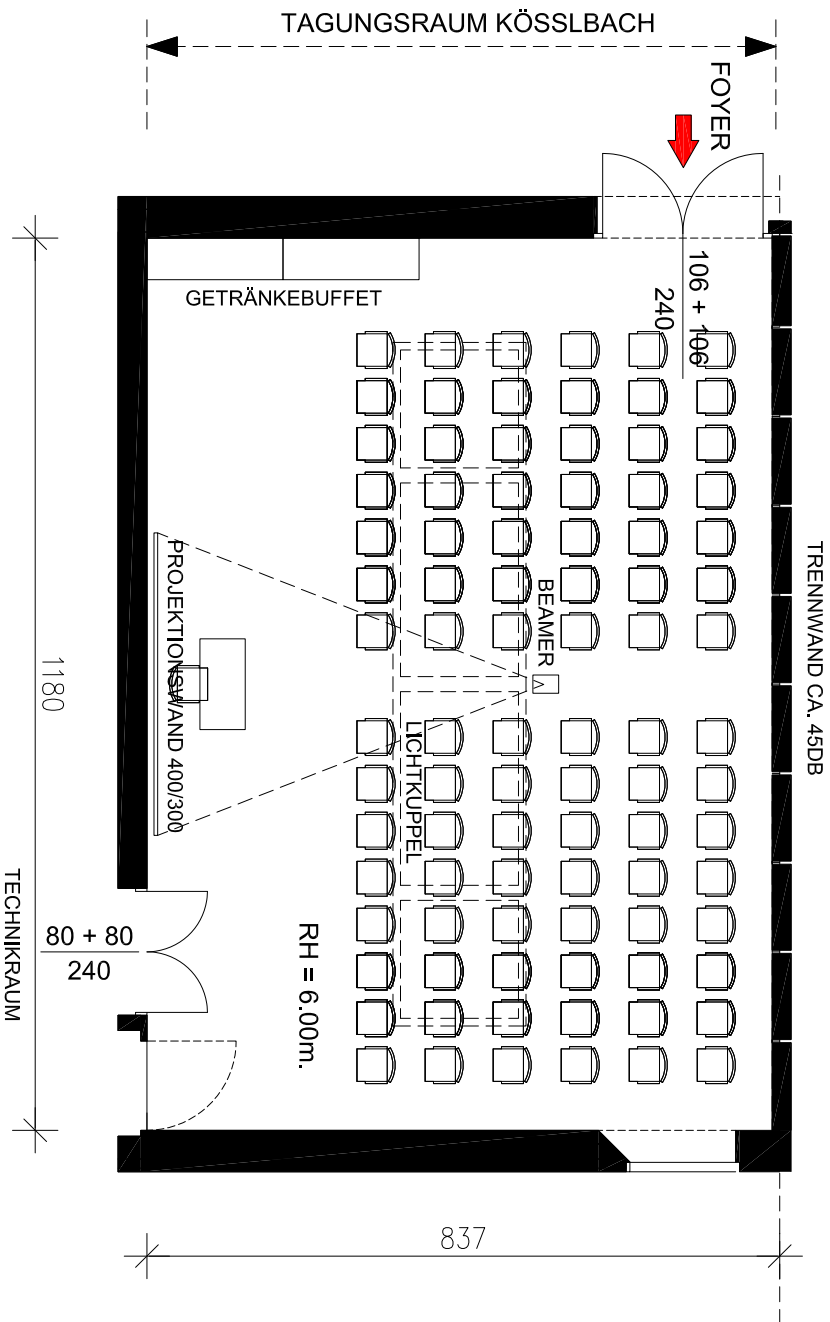 TAGUNGSRAUM KÖSSLBACH
FOYER
106 + 106
240
GETRÄNKEBUFFET
TRENNWAND CA. 45DB
BEAMER
PROJEKTIONSWAND 400/300
LICHTKUPPEL
1180
RH = 6.00m.
80 + 80
240
TECHNIKRAUM
837